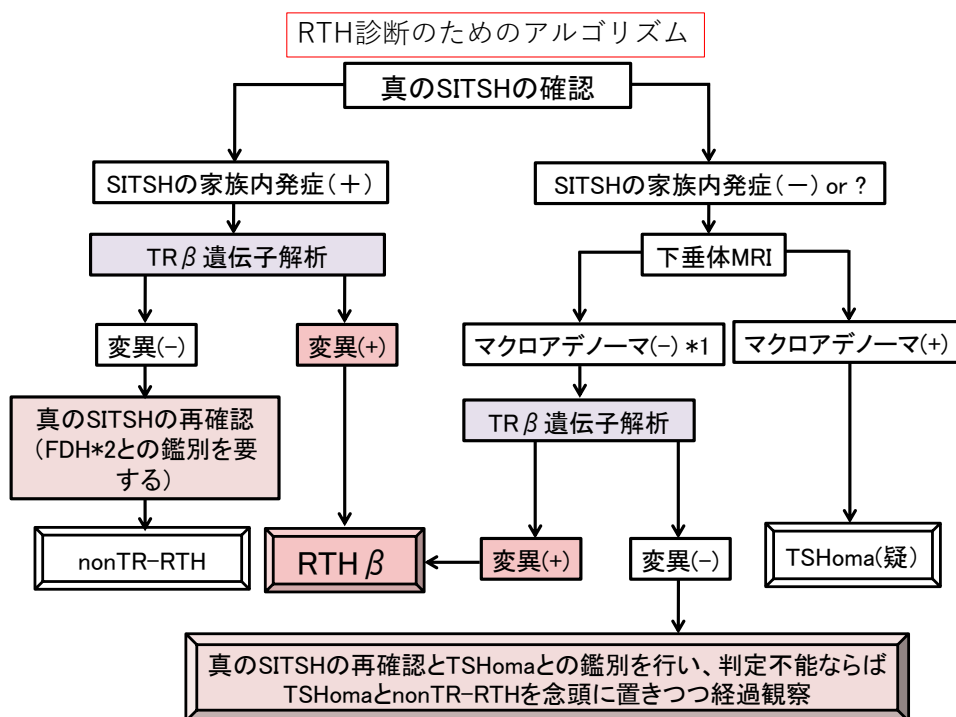 RTH診断のためのアルゴリズム
真のSITSHの確認
SITSHの家族内発症(＋)
SITSHの家族内発症(－) or ?
TRβ遺伝子解析
下垂体MRI
変異(-)
変異(+)
マクロアデノーマ(-) *1
マクロアデノーマ(+)
真のSITSHの再確認
(FDH*2との鑑別を要
する)
TRβ遺伝子解析
nonTR-RTH
RTHβ
変異(+)
変異(-)
TSHoma(疑)
真のSITSHの再確認とTSHomaとの鑑別を行い、判定不能ならば
TSHomaとnonTR-RTHを念頭に置きつつ経過観察